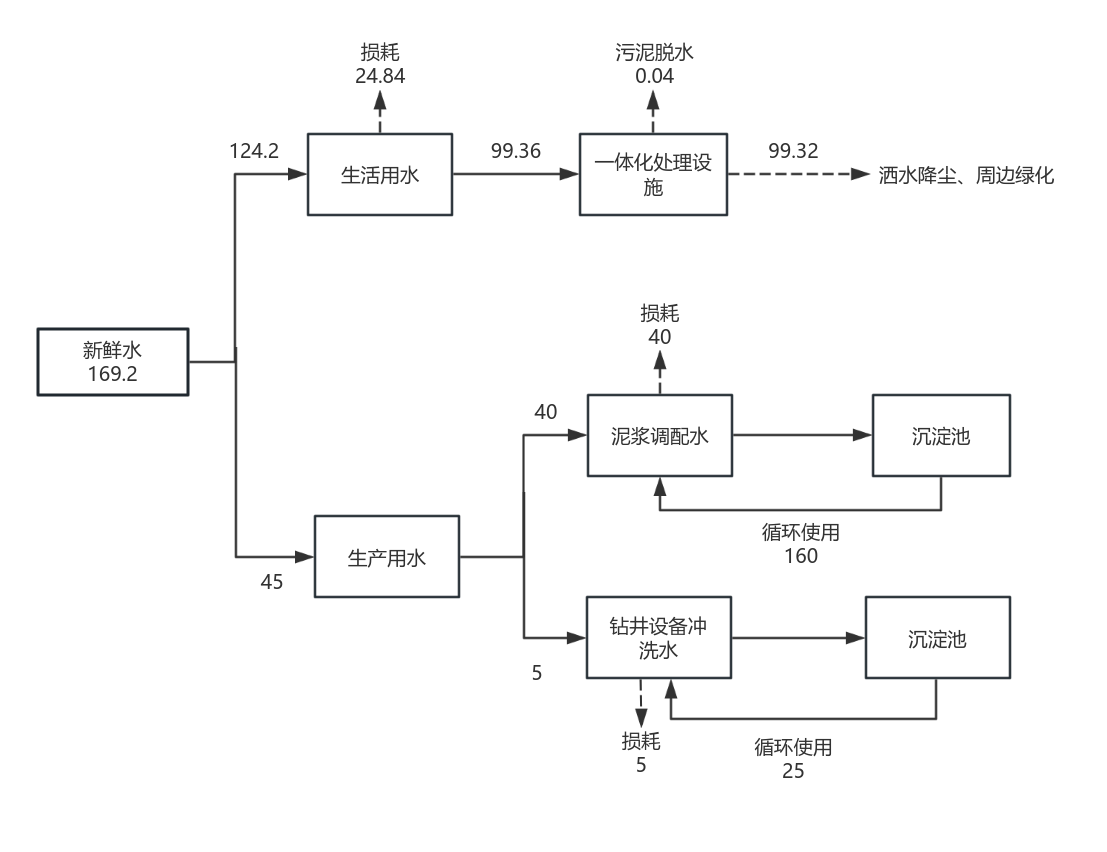 损耗
24.84
污泥脱水
0.04
124.2
生活用水
99.36
一体化处理设
施
99.32
洒水降尘、周边绿化
新鲜水
169.2
损耗
40
40
泥浆调配水
沉淀池
循环使用
160
生产用水
45
钻井设备冲
洗水
沉淀池
5
损耗
5
循环使用
25